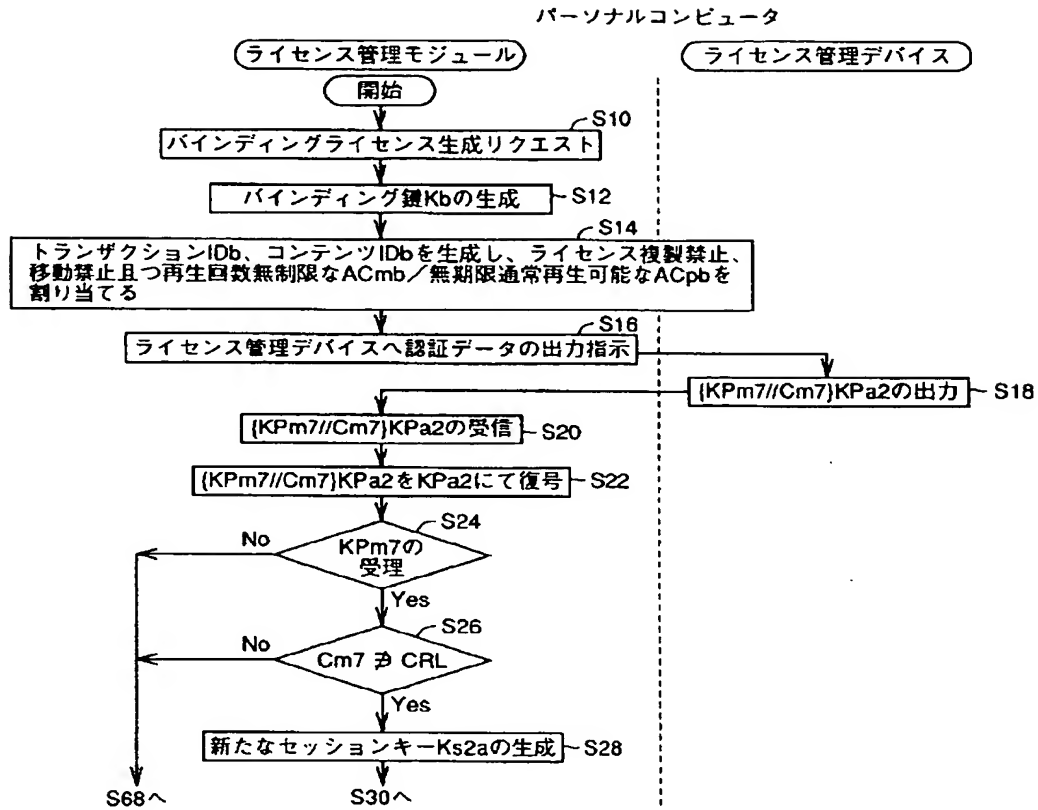 パーソナルコンピュータ
ライセンス管理モジュール
ライセンス管理デバイス
開始
S10
バインディングライセンス生成リクエスト
バインディング鍵Kbの生成
S12
S14
トランザクションIDb、コンテンツIDbを生成し、ライセンス複製禁止、
移動禁止且つ再生回数無制限なACmb／無期限通常再生可能なACpbを
割り当てる
S16
ライセンス管理デバイスへ認証データの出力指示
{KPm7//Cm7}KPa2の出力
S18
{KPm7//Cm7}KPa2の受信
S20
{KPm7//Cm7}KPa2をKPa2にて復号
S22
S24
No
KPm7の
受理
Yes
S26
No
Cm7 ∌ CRL
Yes
新たなセッションキーKs2aの生成
S28
S68へ
S30へ